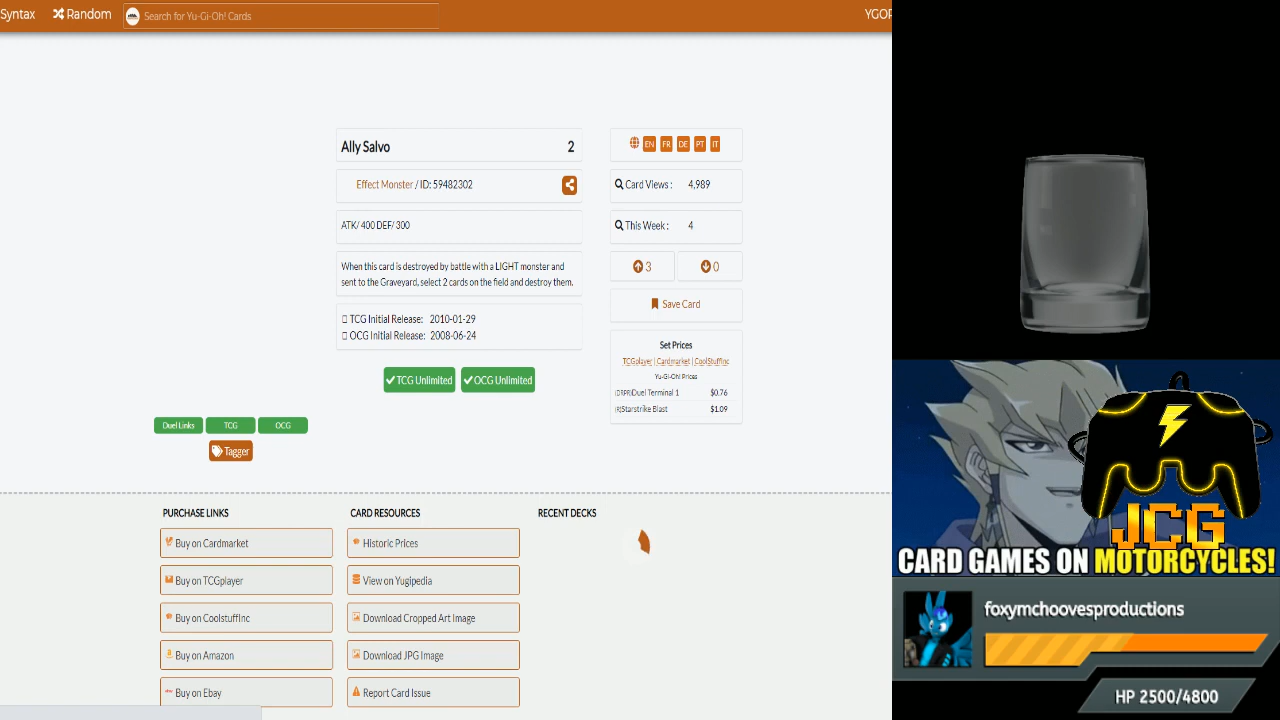 Syntax
Random
Search for Yu-Gi-Oh! Cards
YGOP
Ally Salvo 2
Effect Monster / ID: 59482302
ATK/ 400 DEF/ 300
When this card is destroyed by battle with a LIGHT monster and
sent to the Graveyard, select 2 cards on the field and destroy them.
TCG Initial Release: 2010-01-29
OCG Initial Release: 2008-06-24
TCG Unlimited
OCG Unlimited
EN FR DE PT IT
Card Views : 4,989
This Week : 4
3
0
Save Card
Set Prices
TCGplayer | Cardmarket | CoolStuffInc
Yu-Gi-Oh! Prices
(DRPR)Duel Terminal 1 $0.76
(R)Starstrike Blast $1.09
Duel Links
TCG
OCG
Tagger
PURCHASE LINKS
Buy on Cardmarket
Buy on TCGplayer
Buy on CoolstuffInc
Buy on Amazon
Buy on Ebay
CARD RESOURCES
Historic Prices
View on Yugipedia
Download Cropped Art Image
Download JPG Image
Report Card Issue
RECENT DECKS
JCG
CARD GAMES ON MOTORCYCLES!
foxymchoovesproductions
HP 2500/4800